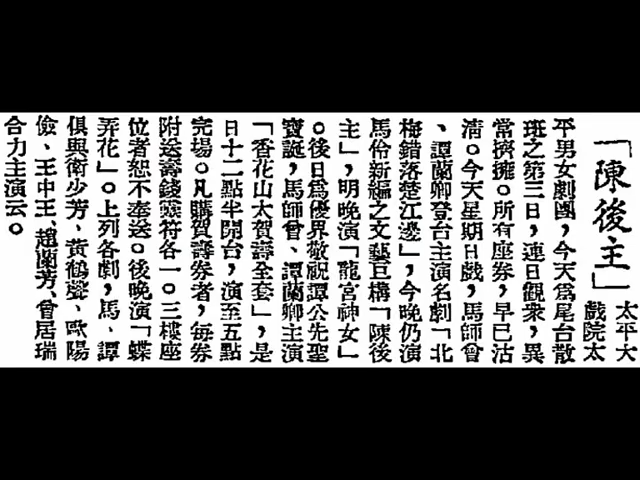 「陳後主」
太平大
戲院太
平男女劇團，今天爲尾台散
班之第三日，連日觀衆，異
常擠擁。所有座券，早已沽
淸。今天星期日戲，馬師曾
、譚蘭卿登台主演名劇「北
梅錯落楚江邊」，今晚仍演
馬伶新編之文藝巨構「陳後
主」，明晚演「龍宮神女」
。後日爲優界敬祝譚公先聖
寶誕，馬師曾、譚蘭卿主演
「香花山大賀壽全套」，是
日十二點半開台，演至五點
完塲。凡購賀壽券者，每券
附送壽錢靈符各一。三樓座
位者恕不奉送。後晚演「蝶
弄花」。上列各劇，馬、譚
俱與衛少芳、黃鶴聲、歐陽
儉、王中王、趙蘭芳、曾居瑞
合力主演云。